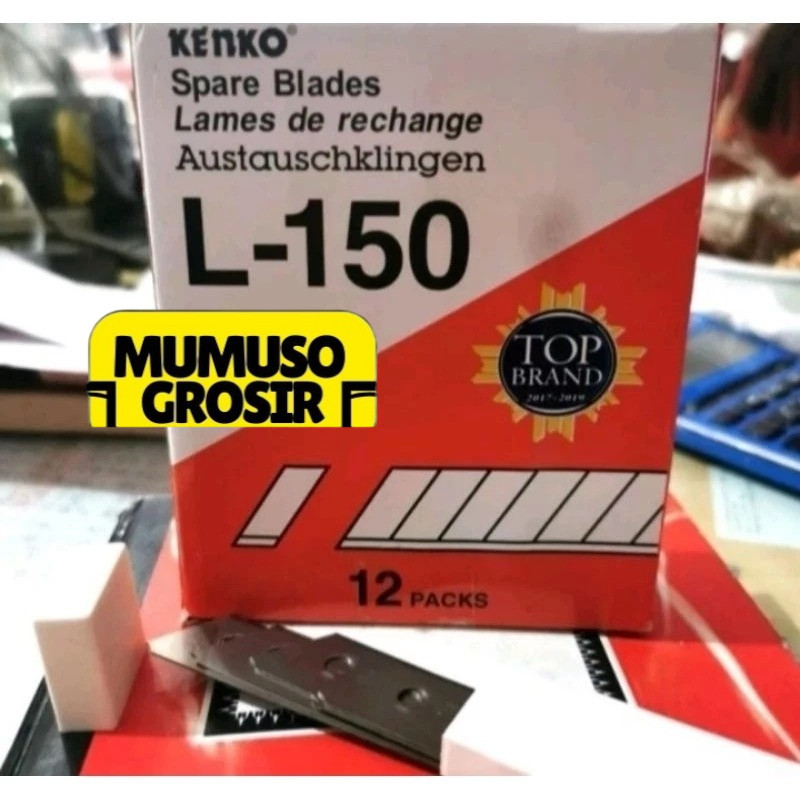 KENKO®
Spare Blades
Lames de rechange
Austauschklingen
L-150
MUMUSO
GROSIR
TOP
BRAND
2017-2019
12 PACKS